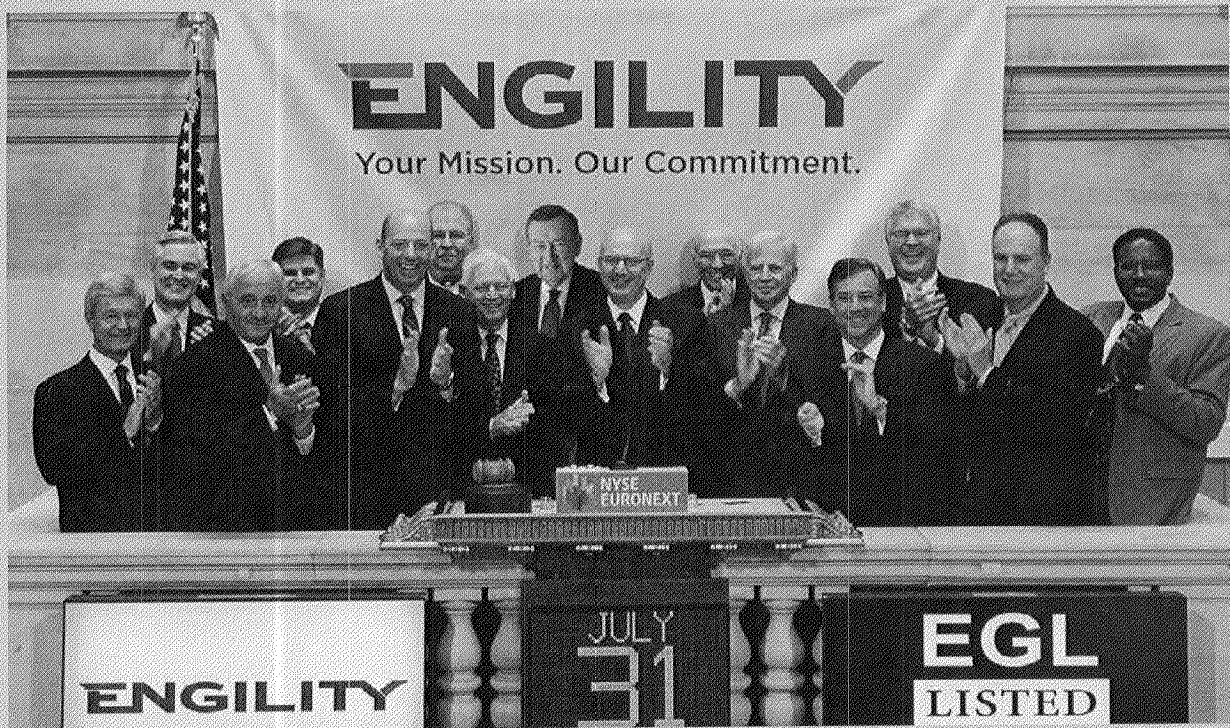 ENGILITY
Your Mission. Our Commitment.
NYSE
EURONEXT
ENGILITY
JULY
31
EGL
LISTED